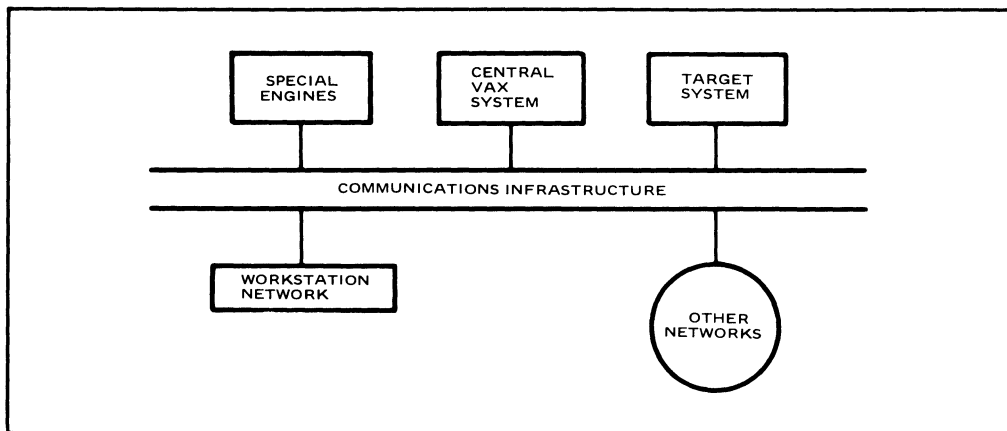 SPECIAL
ENGINES
CENTRAL
VAX
SYSTEM
TARGET
SYSTEM
COMMUNICATIONS INFRASTRUCTURE
WORKSTATION
NETWORK
OTHER
NETWORKS